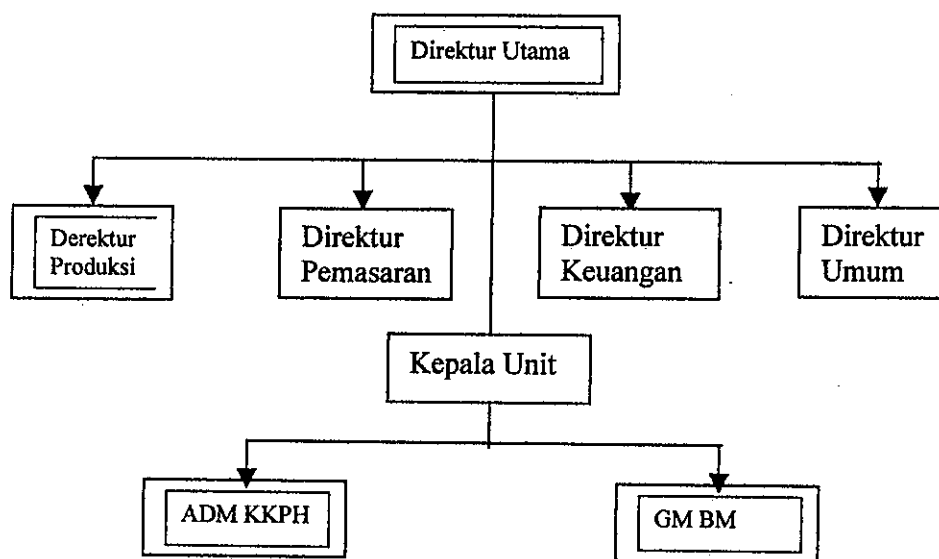 Direktur Utama
Derektur
Produksi
Direktur
Pemasaran
Direktur
Keuangan
Direktur
Umum
Kepala Unit
ADM KKPH
GM BM